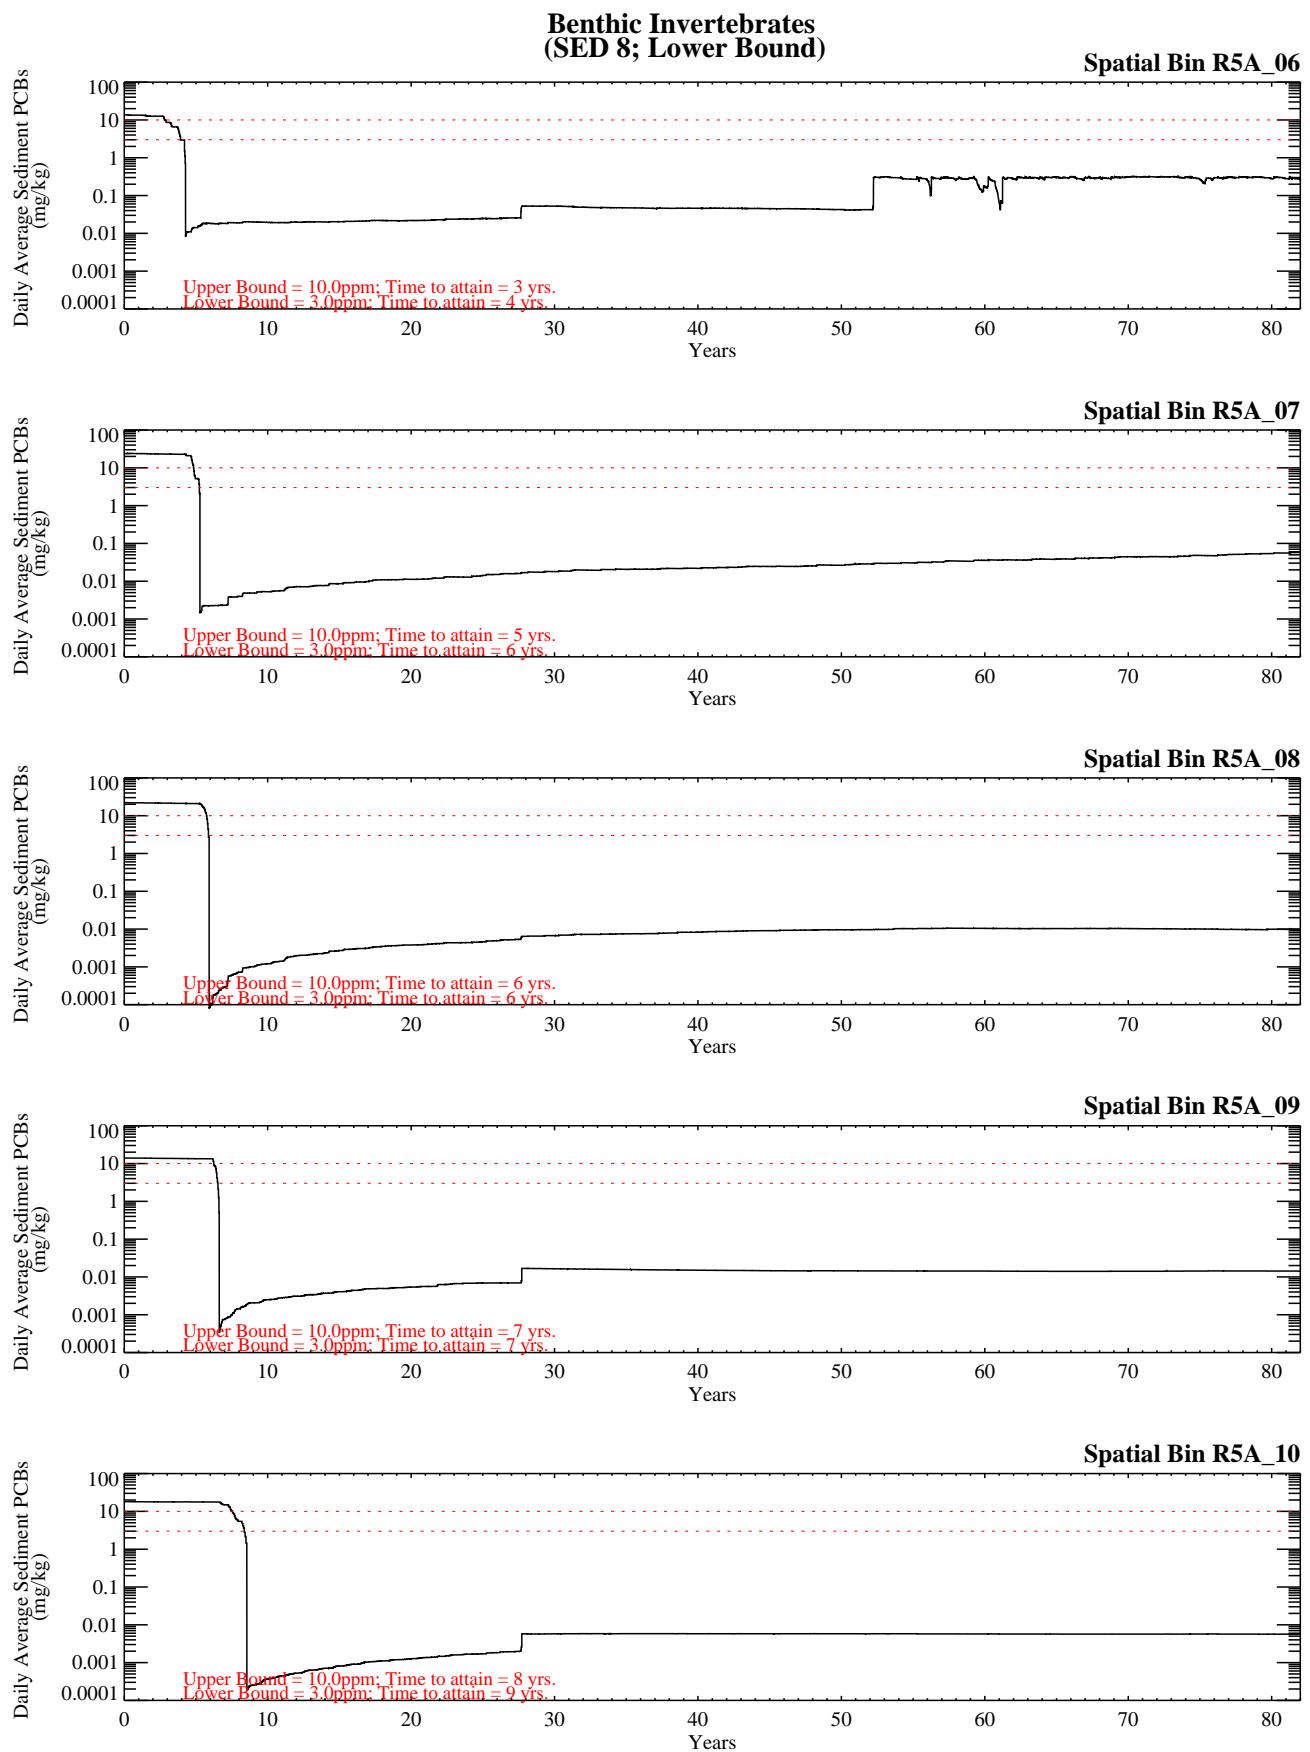 Benthic Invertebrates
(SED 8; Lower Bound)
Spatial Bin R5A_06
Daily Average Sediment PCBs
(mg/kg)
100
10
1
0.1
0.01
0.001
0.0001
Upper Bound = 10.0ppm; Time to attain = 3 yrs.
Lower Bound = 3.0ppm; Time to attain = 4 yrs.
0 10 20 30 40 50 60 70 80
Years
Spatial Bin R5A_07
Daily Average Sediment PCBs
(mg/kg)
100
10
1
0.1
0.01
0.001
0.0001
Upper Bound = 10.0ppm; Time to attain = 5 yrs.
Lower Bound = 3.0ppm; Time to attain = 6 yrs.
0 10 20 30 40 50 60 70 80
Years
Spatial Bin R5A_08
Daily Average Sediment PCBs
(mg/kg)
100
10
1
0.1
0.01
0.001
0.0001
Upper Bound = 10.0ppm; Time to attain = 6 yrs.
Lower Bound = 3.0ppm; Time to attain = 6 yrs.
0 10 20 30 40 50 60 70 80
Years
Spatial Bin R5A_09
Daily Average Sediment PCBs
(mg/kg)
100
10
1
0.1
0.01
0.001
0.0001
Upper Bound = 10.0ppm; Time to attain = 7 yrs.
Lower Bound = 3.0ppm; Time to attain = 7 yrs.
0 10 20 30 40 50 60 70 80
Years
Spatial Bin R5A_10
Daily Average Sediment PCBs
(mg/kg)
100
10
1
0.1
0.01
0.001
0.0001
Upper Bound = 10.0ppm; Time to attain = 8 yrs.
Lower Bound = 3.0ppm; Time to attain = 9 yrs.
0 10 20 30 40 50 60 70 80
Years